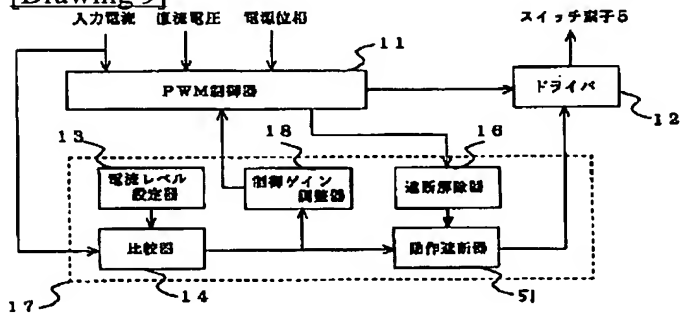 [Drawing 9]
入力電流 直流電圧 電源位相 スイッチ素子5
11
PWM制御器
ドライバ
12
13 18 16
電流レベル
設定器
制御ゲイン
調整器
遮断解除器
比較器
動作遮断器
17 14 51